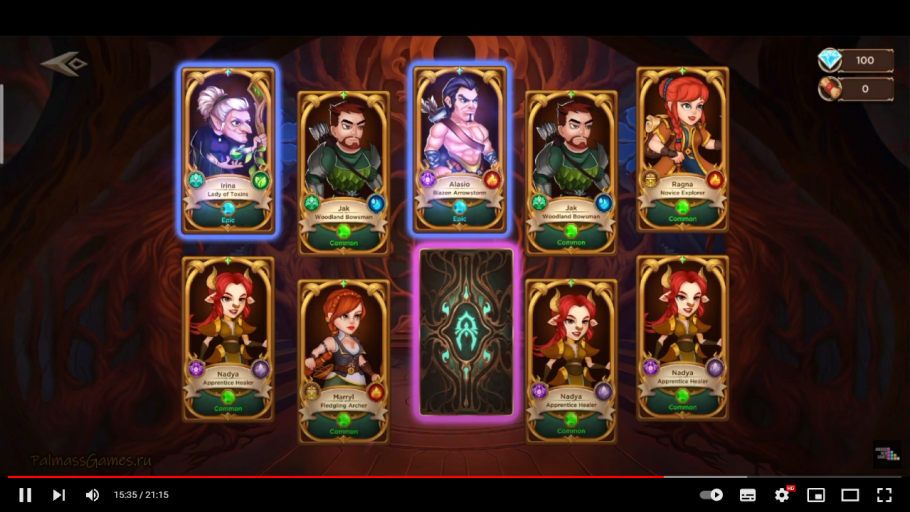 100
0
Irina
Lady of Toxins
Epic
Jak
Woodland Bowsman
Common
Alasio
Blazon Arrowstorm
Epic
Jak
Woodland Bowsman
Common
Ragna
Novice Explorer
Common
Nadya
Apprentice Healer
Common
Marryl
Fledgling Archer
Common
Nadya
Apprentice Healer
Common
Nadya
Apprentice Healer
Common
PalmassGames.ru
15:35 / 21:15
HD